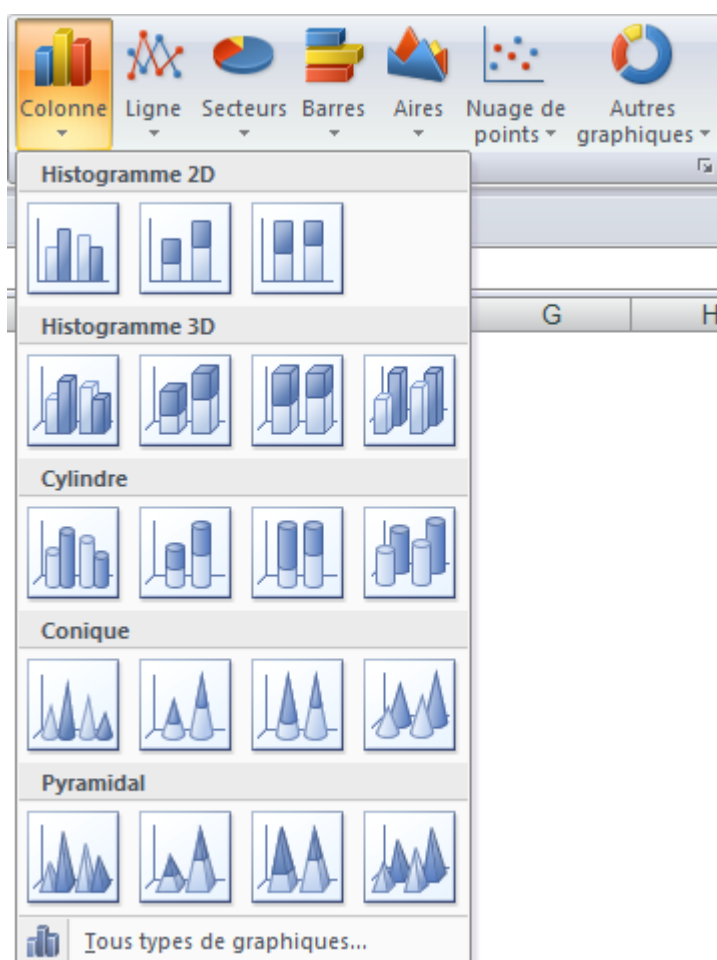 Colonne Ligne Secteurs Barres Aires Nuage de points Autres graphiques
Histogramme 2D
G H
Histogramme 3D
Cylindre
Conique
Pyramidal
Tous types de graphiques...